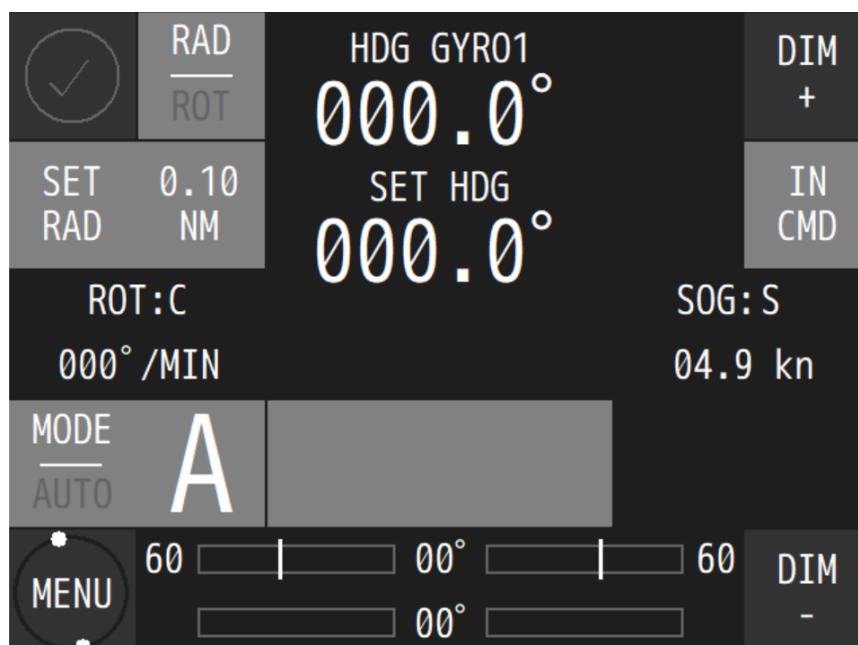 RAD
ROT
HDG GYRO1
000.0°
DIM
+
SET
RAD
0.10
NM
SET HDG
000.0°
IN
CMD
ROT:C
000°/MIN
SOG:S
04.9 kn
MODE
AUTO
A
MENU
60 00° 60
00°
DIM
-